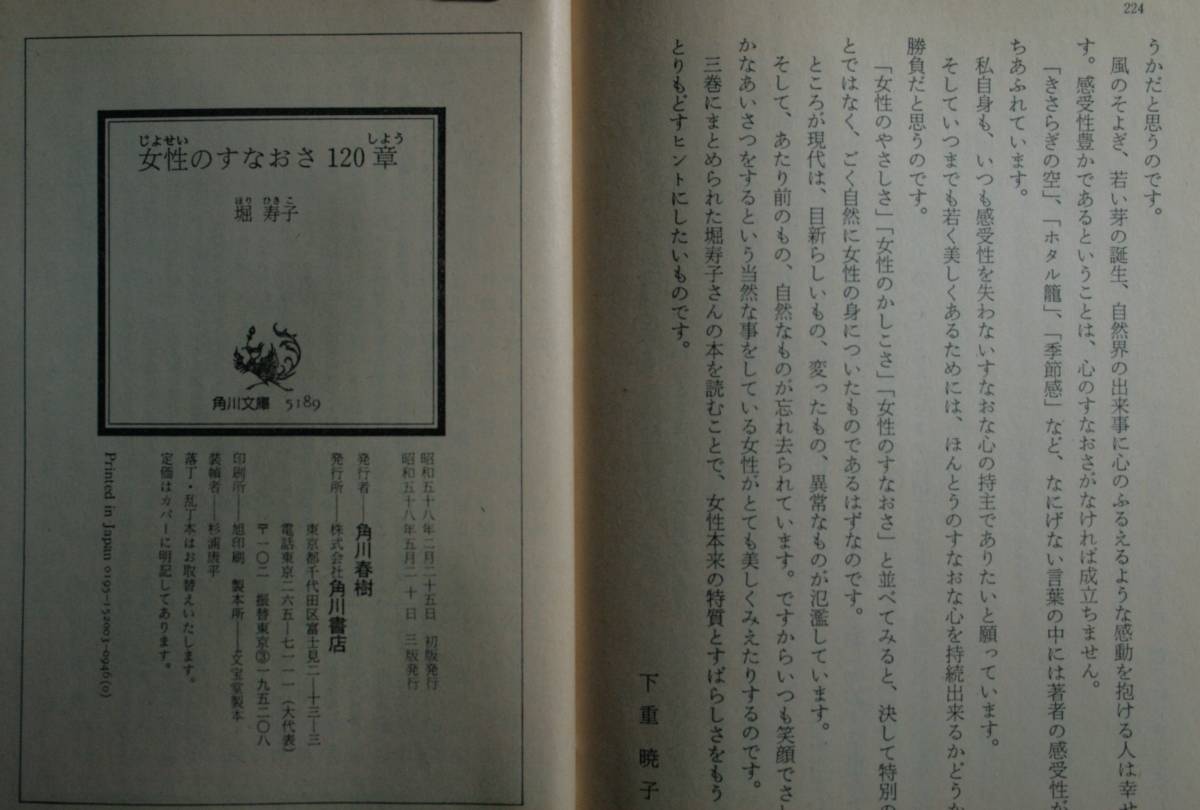 224
うかだと思うのです。
風のそよぎ、若い芽の誕生、自然界の出来事に心のふるえるような感動を抱ける人は幸
す。感受性豊かであるということは、心のすなおさがなければ成立ちません。
「きさらぎの空」、「ホタル籠」、「季節感」など、なにげない言葉の中には著者の感受性が
ちあふれています。
私自身も、いつも感受性を失わないすなおな心の持主でありたいと願っています。
そしていつまでも若く美しくあるためには、ほんとうのすなおな心を持続出来るかどうか
勝負だと思うのです。
「女性のやさしさ」「女性のかしこさ」「女性のすなおさ」と並べてみると、決して特別の
とではなく、ごく自然に女性の身についたものであるはずなのです。
ところが現代は、目新らしいもの、変ったもの、異常なものが氾濫しています。
そして、あたり前のもの、自然なものが忘れ去られています。ですからいつも笑顔でさ
かなあいさつをするという当然な事をしている女性がとても美しくみえたりするのです。
三巻にまとめられた堀寿子さんの本を読むことで、女性本来の特質とすばらしさをもう
とりもどすヒントにしたいものです。
下重暁子
じょせい しよう
女性のすなおさ120章
ほり ひさ こ
堀 寿子
角川文庫 5189
昭和五十八年二月二十五日 初版発行
昭和五十八年五月二十日 三版発行
発行者―角川春樹
発行所―株式会社角川書店
東京都千代田区富士見二―十三―三
電話東京二六五―七一一一(大代表)
〒一〇二 振替東京③一九五二〇八
印刷所―旭印刷 製本所―文宝堂製本
装幀者―杉浦康平
落丁・乱丁本はお取替えいたします。
定価はカバーに明記してあります。
Printed in Japan 0195-152003-0946(0)